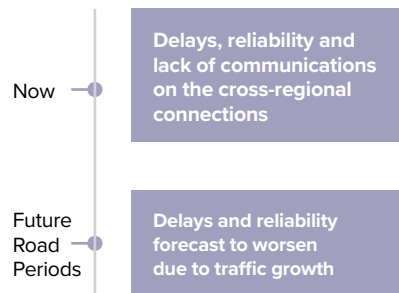 Now
Delays, reliability and
lack of communications
on the cross-regional
connections
Future
Road
Periods
Delays and reliability
forecast to worsen
due to traffic growth